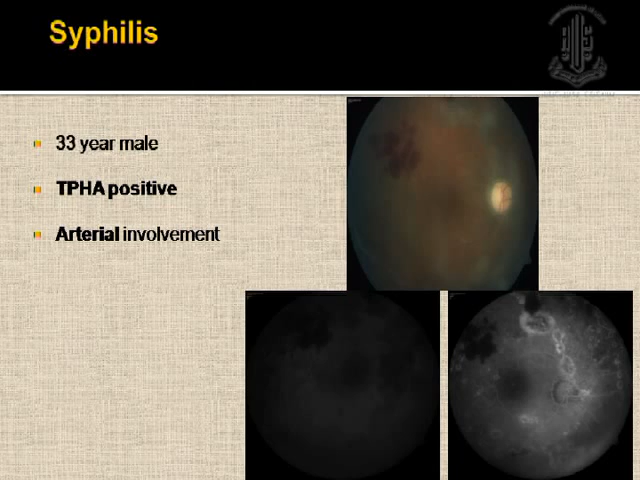 Syphilis
33 year male
TPHA positive
Arterial involvement